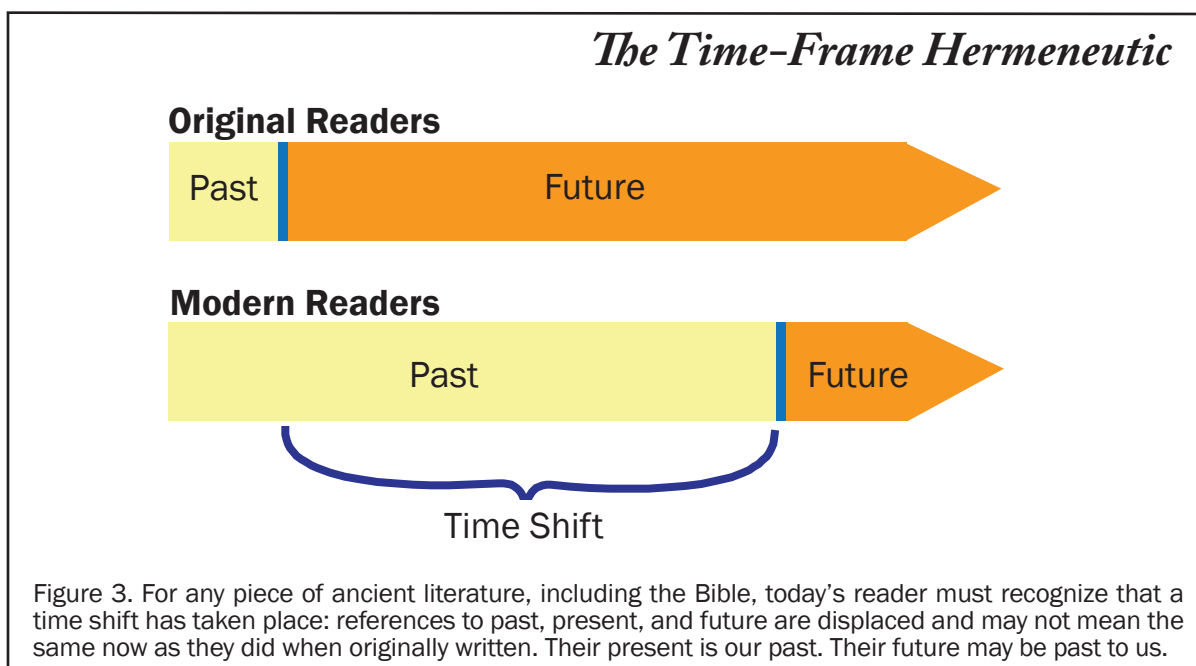 The Time-Frame Hermeneutic
Original Readers
Past
Future
Modern Readers
Past
Future
Time Shift
Figure 3. For any piece of ancient literature, including the Bible, today’s reader must recognize that a
time shift has taken place: references to past, present, and future are displaced and may not mean the
same now as they did when originally written. Their present is our past. Their future may be past to us.